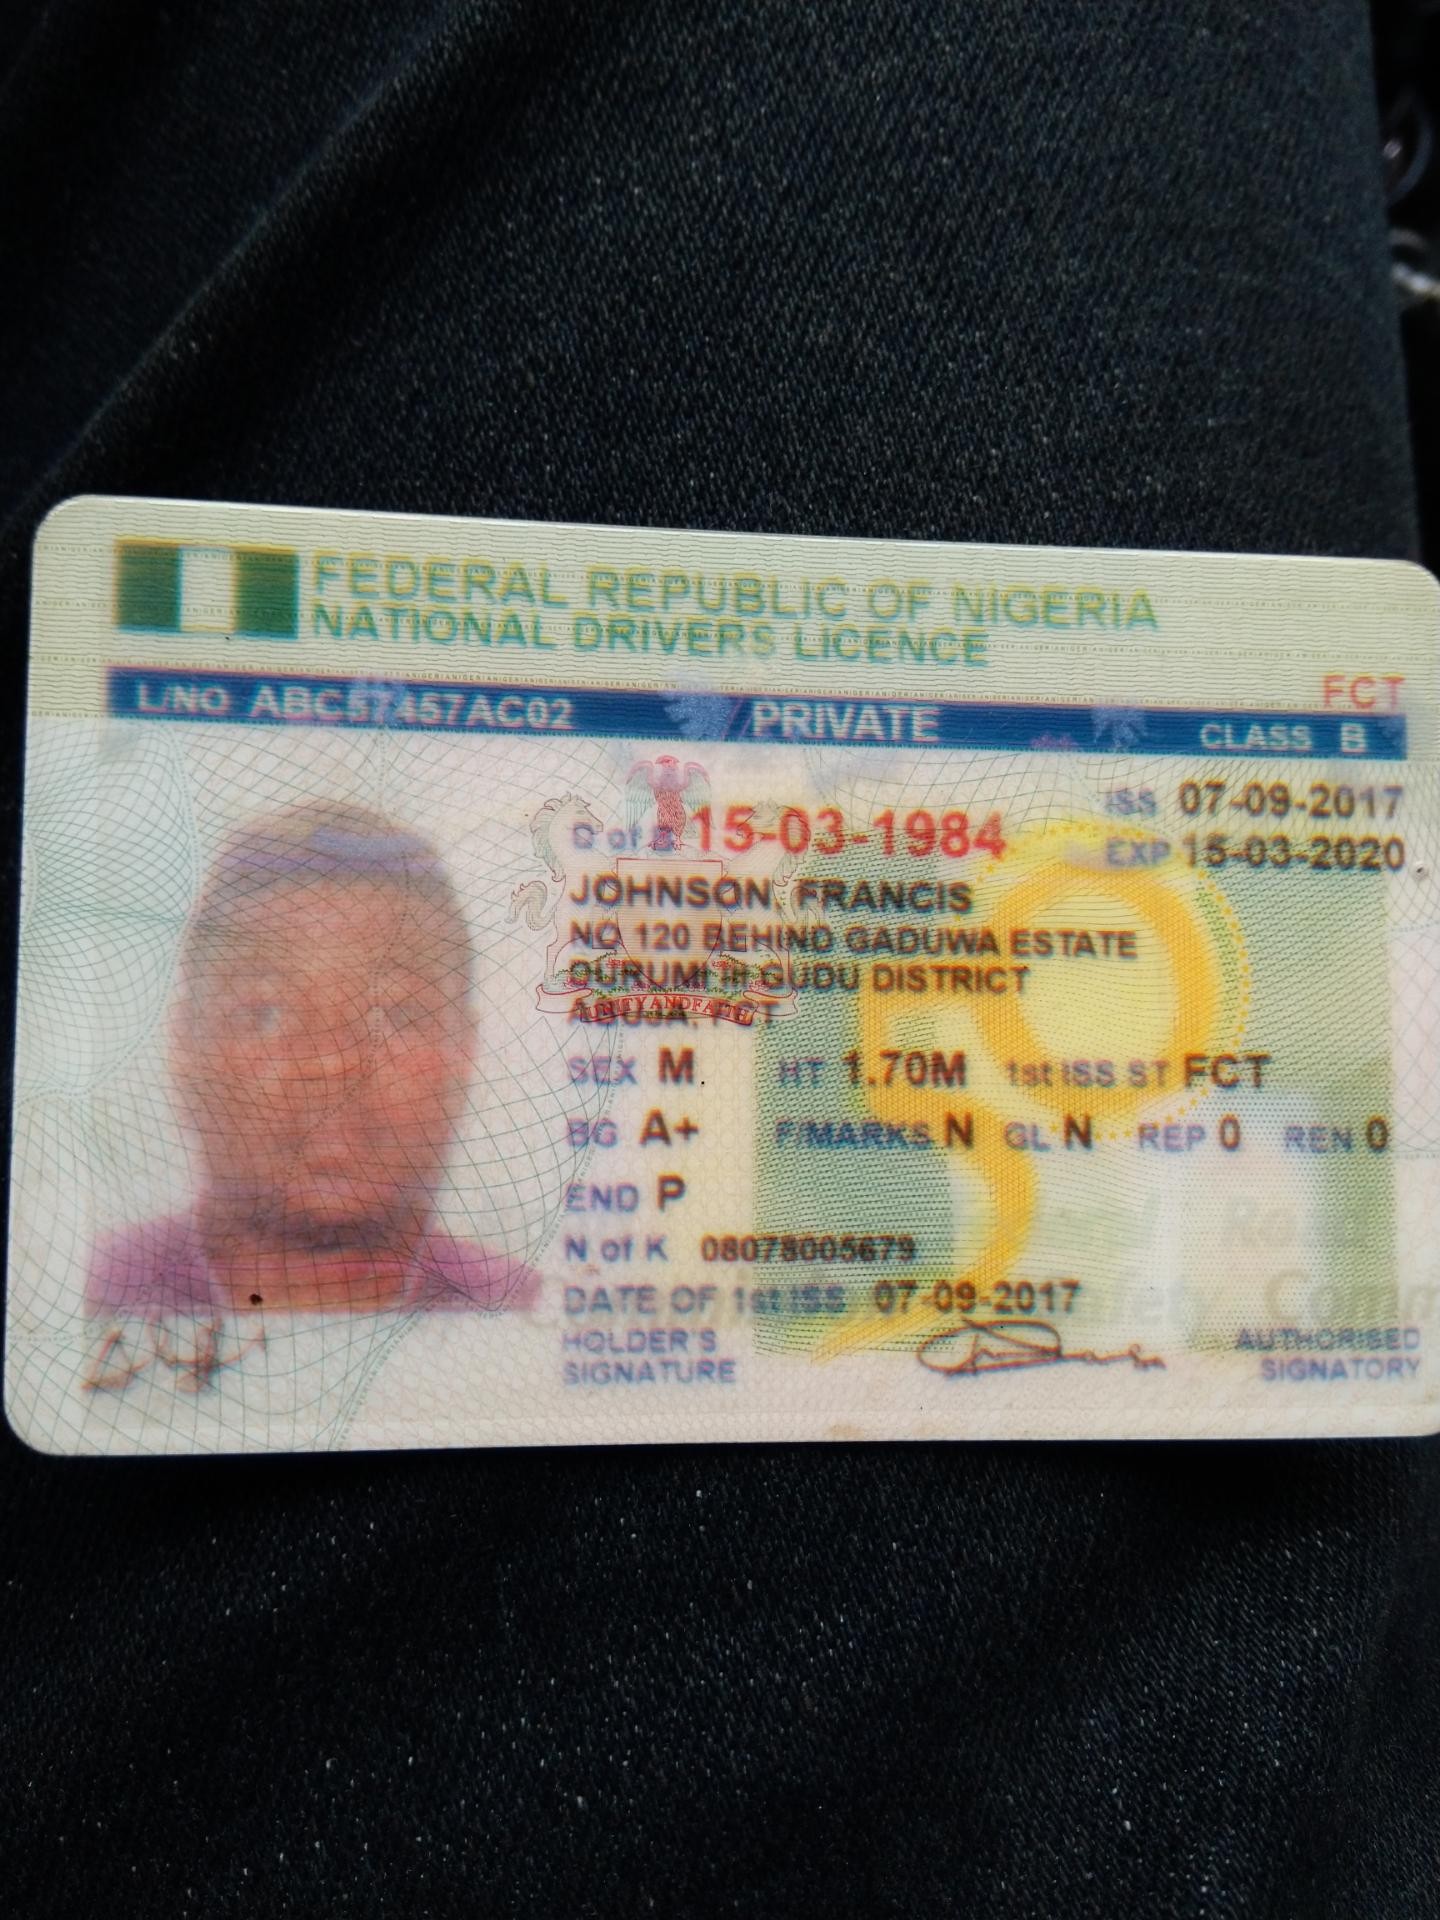 FEDERAL REPUBLIC OF NIGERIA
NATIONAL DRIVERS LICENCE
FCT
L/NO ABC57457AC02 PRIVATE CLASS B
ISS 07-09-2017
D of B 15-03-1984
EXP 15-03-2020
JOHNSON, FRANCIS
NO 120 BEHIND GADUWA ESTATE
DURUMI III GUDU DISTRICT
ABUJA, FCT
UNITY AND FAITH
SEX M HT 1.70M 1st ISS ST FCT
BG A+ F/MARKS N GL N REP 0 REN 0
END P
N of K 08078005679
DATE OF 1st ISS 07-09-2017
HOLDER'S
SIGNATURE
AUTHORISED
SIGNATORY